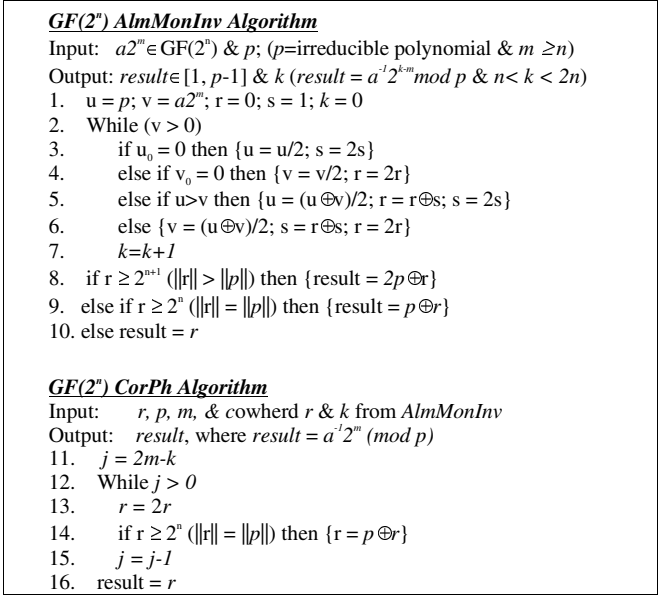 GF(2ⁿ) AlmMonInv Algorithm
Input: a2ᵐ∈GF(2ⁿ) & p; (p=irreducible polynomial & m ≥n)
Output: result∈[1, p-1] & k (result = a⁻¹2ᵏ⁻ᵐmod p & n< k < 2n)
1. u = p; v = a2ᵐ; r = 0; s = 1; k = 0
2. While (v > 0)
3. if u₀ = 0 then {u = u/2; s = 2s}
4. else if v₀ = 0 then {v = v/2; r = 2r}
5. else if u>v then {u = (u⊕v)/2; r = r⊕s; s = 2s}
6. else {v = (u⊕v)/2; s = r⊕s; r = 2r}
7. k=k+1
8. if r ≥ 2ⁿ⁺¹ (||r|| > ||p||) then {result = 2p⊕r}
9. else if r ≥ 2ⁿ (||r|| = ||p||) then {result = p⊕r}
10. else result = r
GF(2ⁿ) CorPh Algorithm
Input: r, p, m, & cowherd r & k from AlmMonInv
Output: result, where result = a⁻¹2ᵐ (mod p)
11. j = 2m-k
12. While j > 0
13. r = 2r
14. if r ≥ 2ⁿ (||r|| = ||p||) then {r = p⊕r}
15. j = j-1
16. result = r